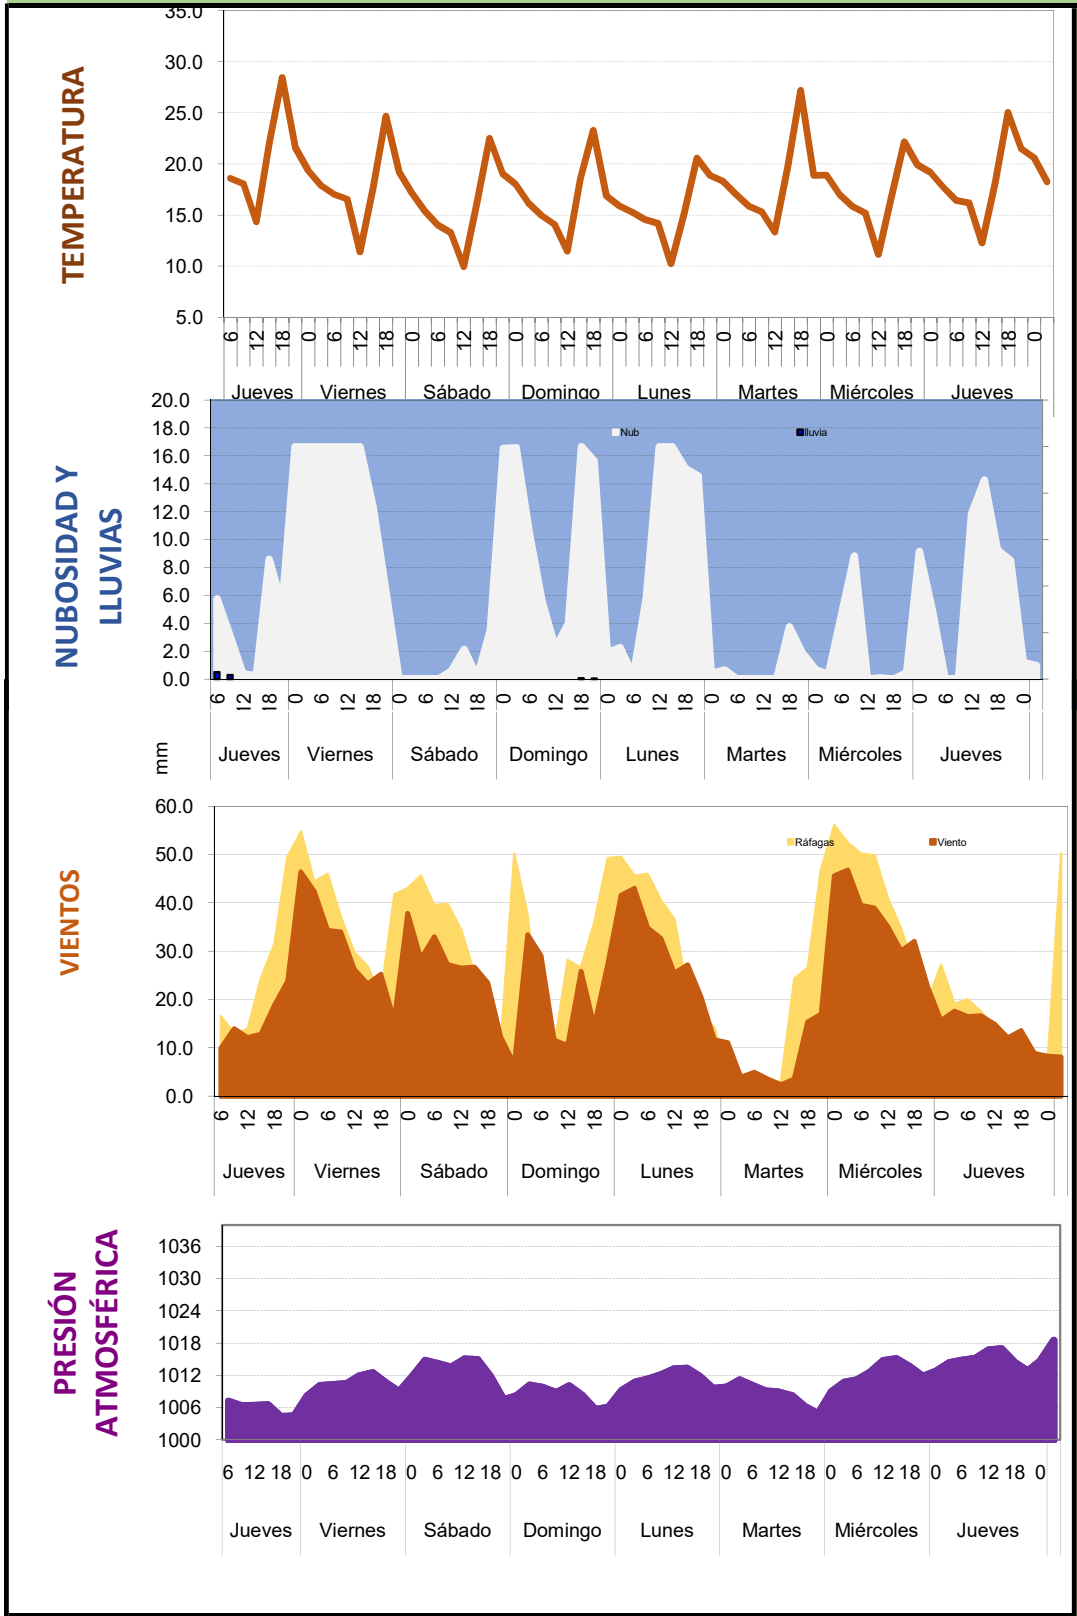 TEMPERATURA
35.0
30.0
25.0
20.0
15.0
10.0
5.0
6 12 18 0 6 12 18 0 6 12 18 0 6 12 18 0 6 12 18 0 6 12 18 0 6 12 18 0 6 12 18 0
Jueves Viernes Sábado Domingo Lunes Martes Miércoles Jueves
NUBOSIDAD Y
LLUVIAS
20.0
18.0
16.0
14.0
12.0
10.0
8.0
6.0
4.0
2.0
0.0
Nub lluvia
6 12 18 0 6 12 18 0 6 12 18 0 6 12 18 0 6 12 18 0 6 12 18 0 6 12 18 0 6 12 18 0
mm
Jueves Viernes Sábado Domingo Lunes Martes Miércoles Jueves
VIENTOS
60.0
50.0
40.0
30.0
20.0
10.0
0.0
Ráfagas Viento
6 12 18 0 6 12 18 0 6 12 18 0 6 12 18 0 6 12 18 0 6 12 18 0 6 12 18 0 6 12 18 0
Jueves Viernes Sábado Domingo Lunes Martes Miércoles Jueves
PRESIÓN
ATMOSFÉRICA
1036
1030
1024
1018
1012
1006
1000
6 12 18 0 6 12 18 0 6 12 18 0 6 12 18 0 6 12 18 0 6 12 18 0 6 12 18 0 6 12 18 0
Jueves Viernes Sábado Domingo Lunes Martes Miércoles Jueves